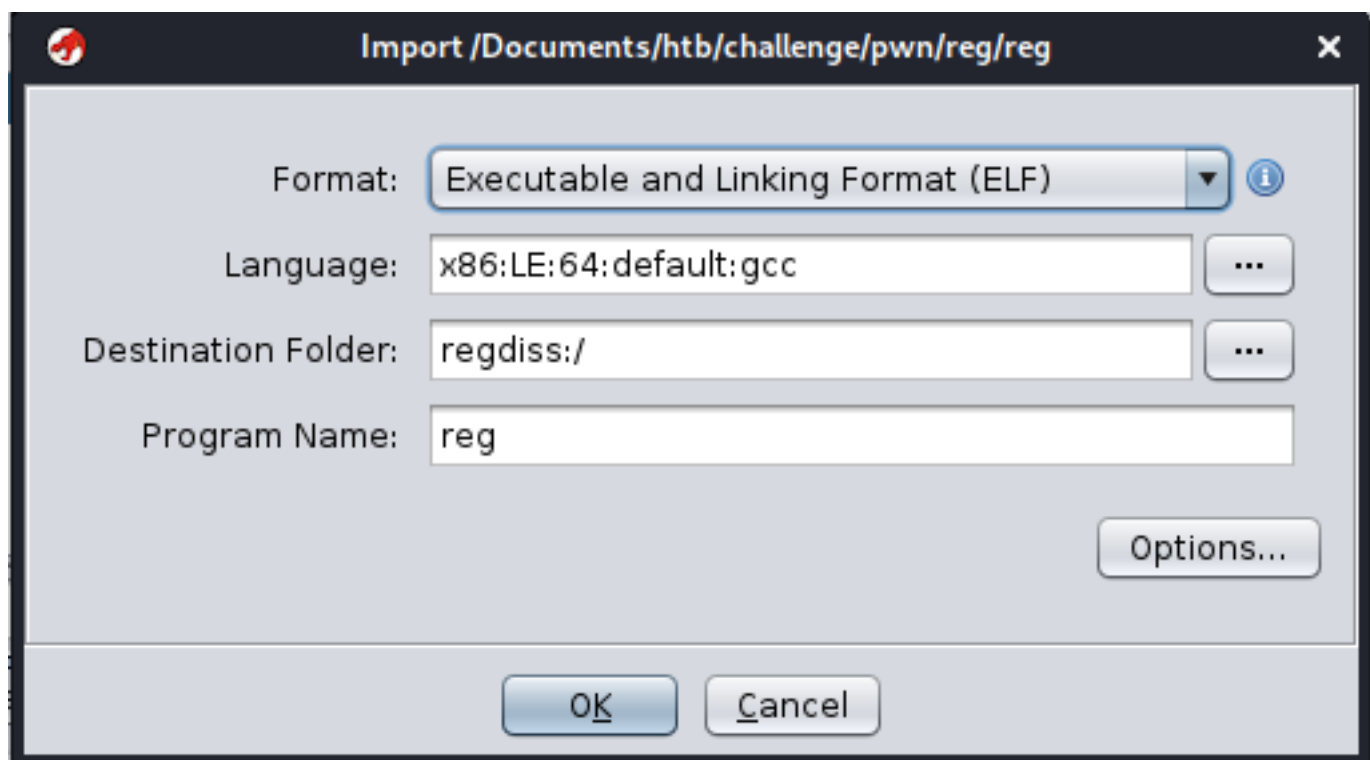 Import /Documents/htb/challenge/pwn/reg/reg
Format: Executable and Linking Format (ELF)
Language: x86:LE:64:default:gcc ...
Destination Folder: regdiss:/ ...
Program Name: reg
Options...
OK Cancel